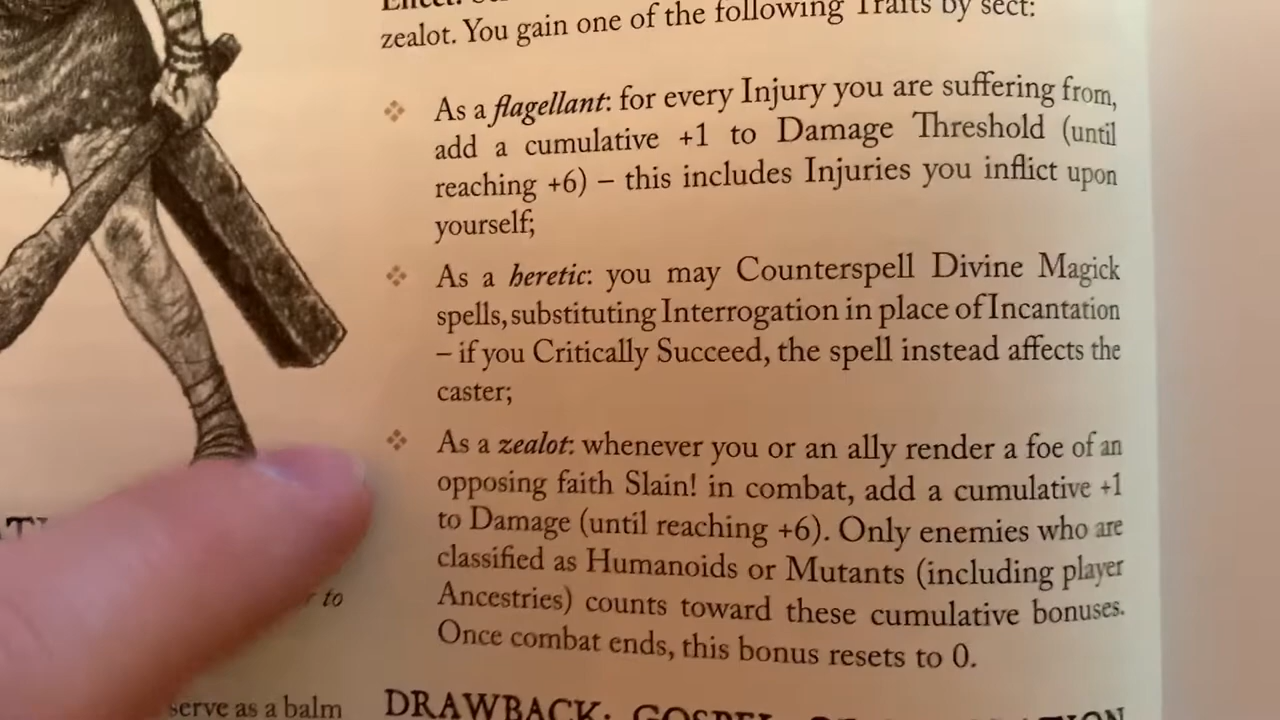 zealot. You gain one of the following Traits by sect:
❖ As a flagellant: for every Injury you are suffering from,
add a cumulative +1 to Damage Threshold (until
reaching +6) – this includes Injuries you inflict upon
yourself;
❖ As a heretic: you may Counterspell Divine Magick
spells, substituting Interrogation in place of Incantation
– if you Critically Succeed, the spell instead affects the
caster;
❖ As a zealot: whenever you or an ally render a foe of an
opposing faith Slain! in combat, add a cumulative +1
to Damage (until reaching +6). Only enemies who are
classified as Humanoids or Mutants (including player
Ancestries) counts toward these cumulative bonuses.
Once combat ends, this bonus resets to 0.
to
serve as a balm
DRAWBACK: GOSPEL